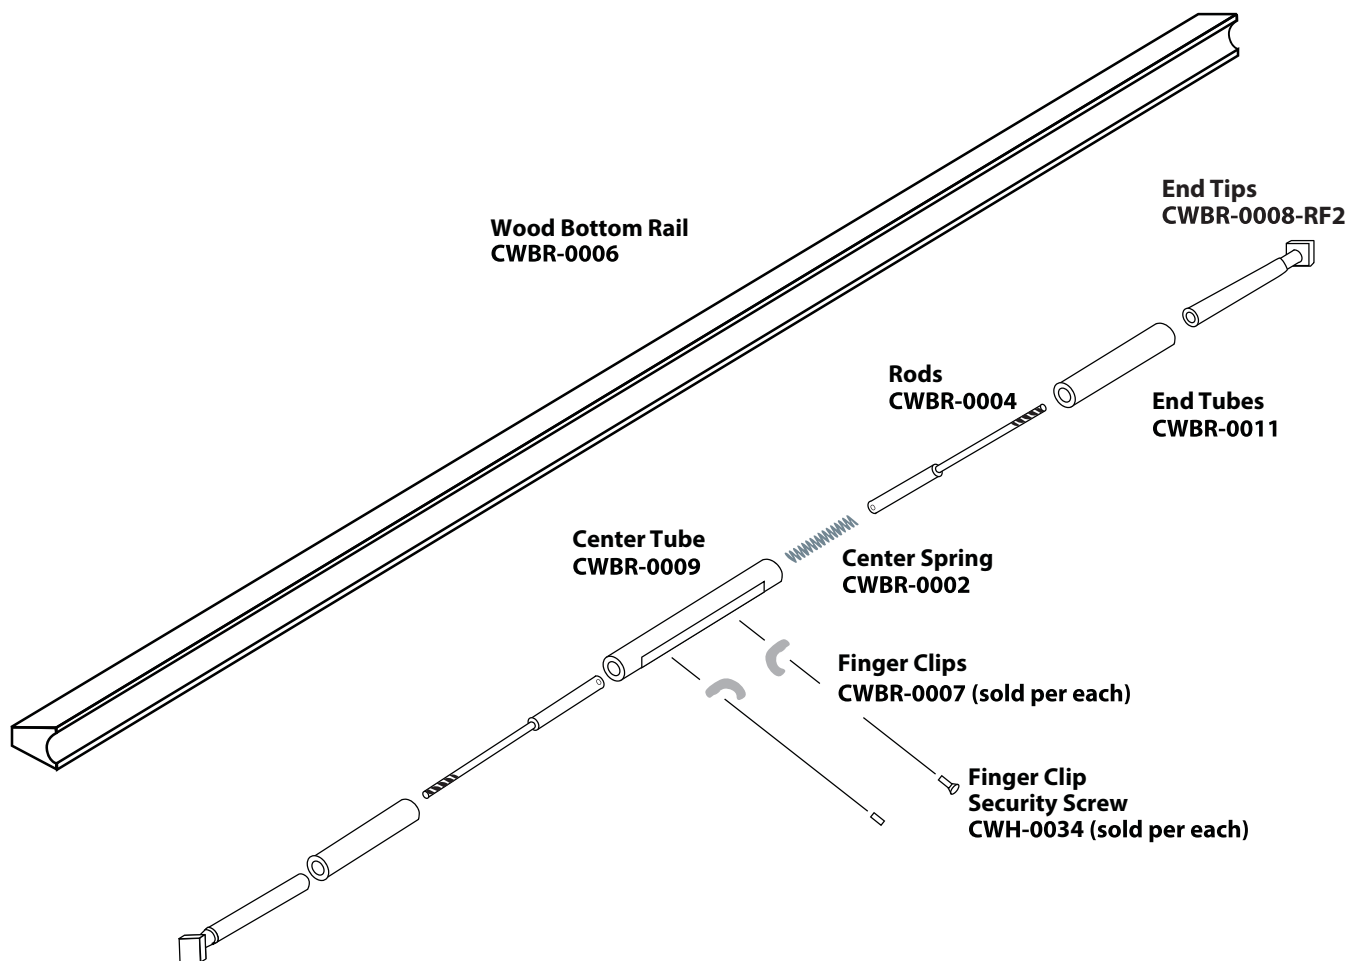 End Tips
CWBR-0008-RF2
Wood Bottom Rail
CWBR-0006
Rods
CWBR-0004
End Tubes
CWBR-0011
Center Tube
CWBR-0009
Center Spring
CWBR-0002
Finger Clips
CWBR-0007 (sold per each)
Finger Clip
Security Screw
CWH-0034 (sold per each)